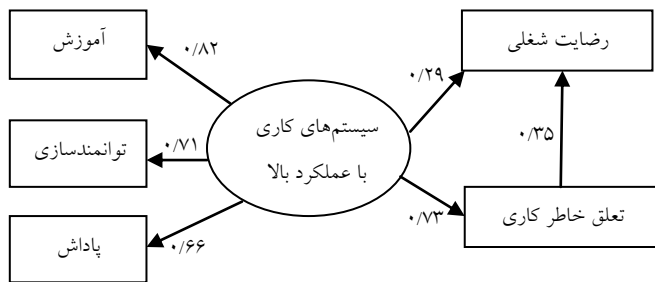 رضایت شغلی
آموزش
۰/۸۲
۰/۲۹
سیستم‌های کاری
با عملکرد بالا
۰/۳۵
توانمندسازی
۰/۷۱
تعلق خاطر کاری
۰/۷۳
پاداش
۰/۶۶